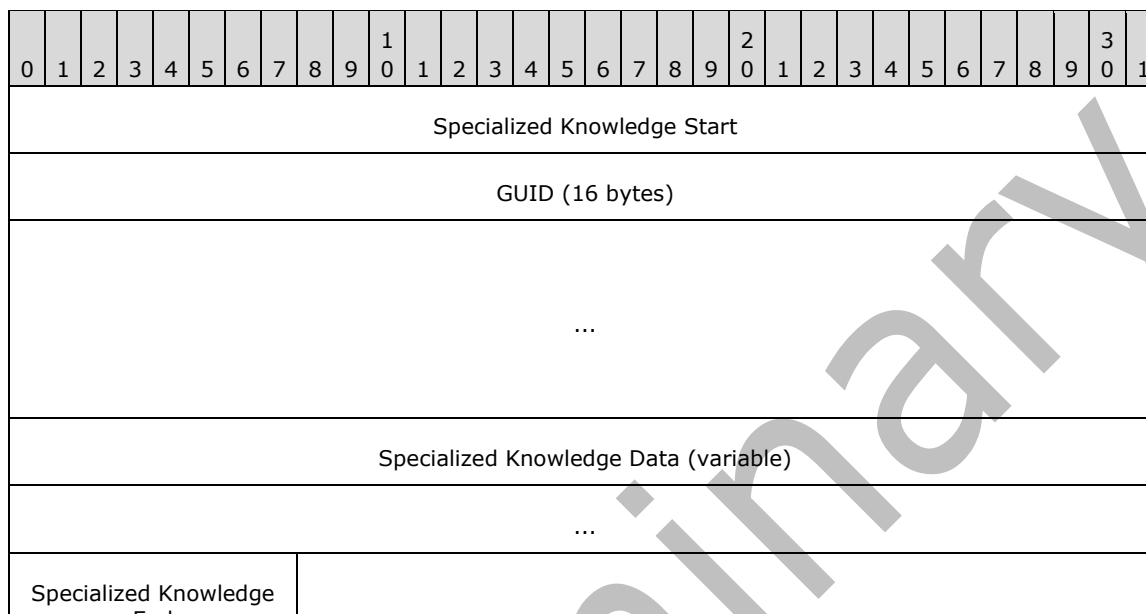 1 2 3
0 1 2 3 4 5 6 7 8 9 0 1 2 3 4 5 6 7 8 9 0 1 2 3 4 5 6 7 8 9 0 1
Specialized Knowledge Start
GUID (16 bytes)
...
Specialized Knowledge Data (variable)
...
Specialized Knowledge